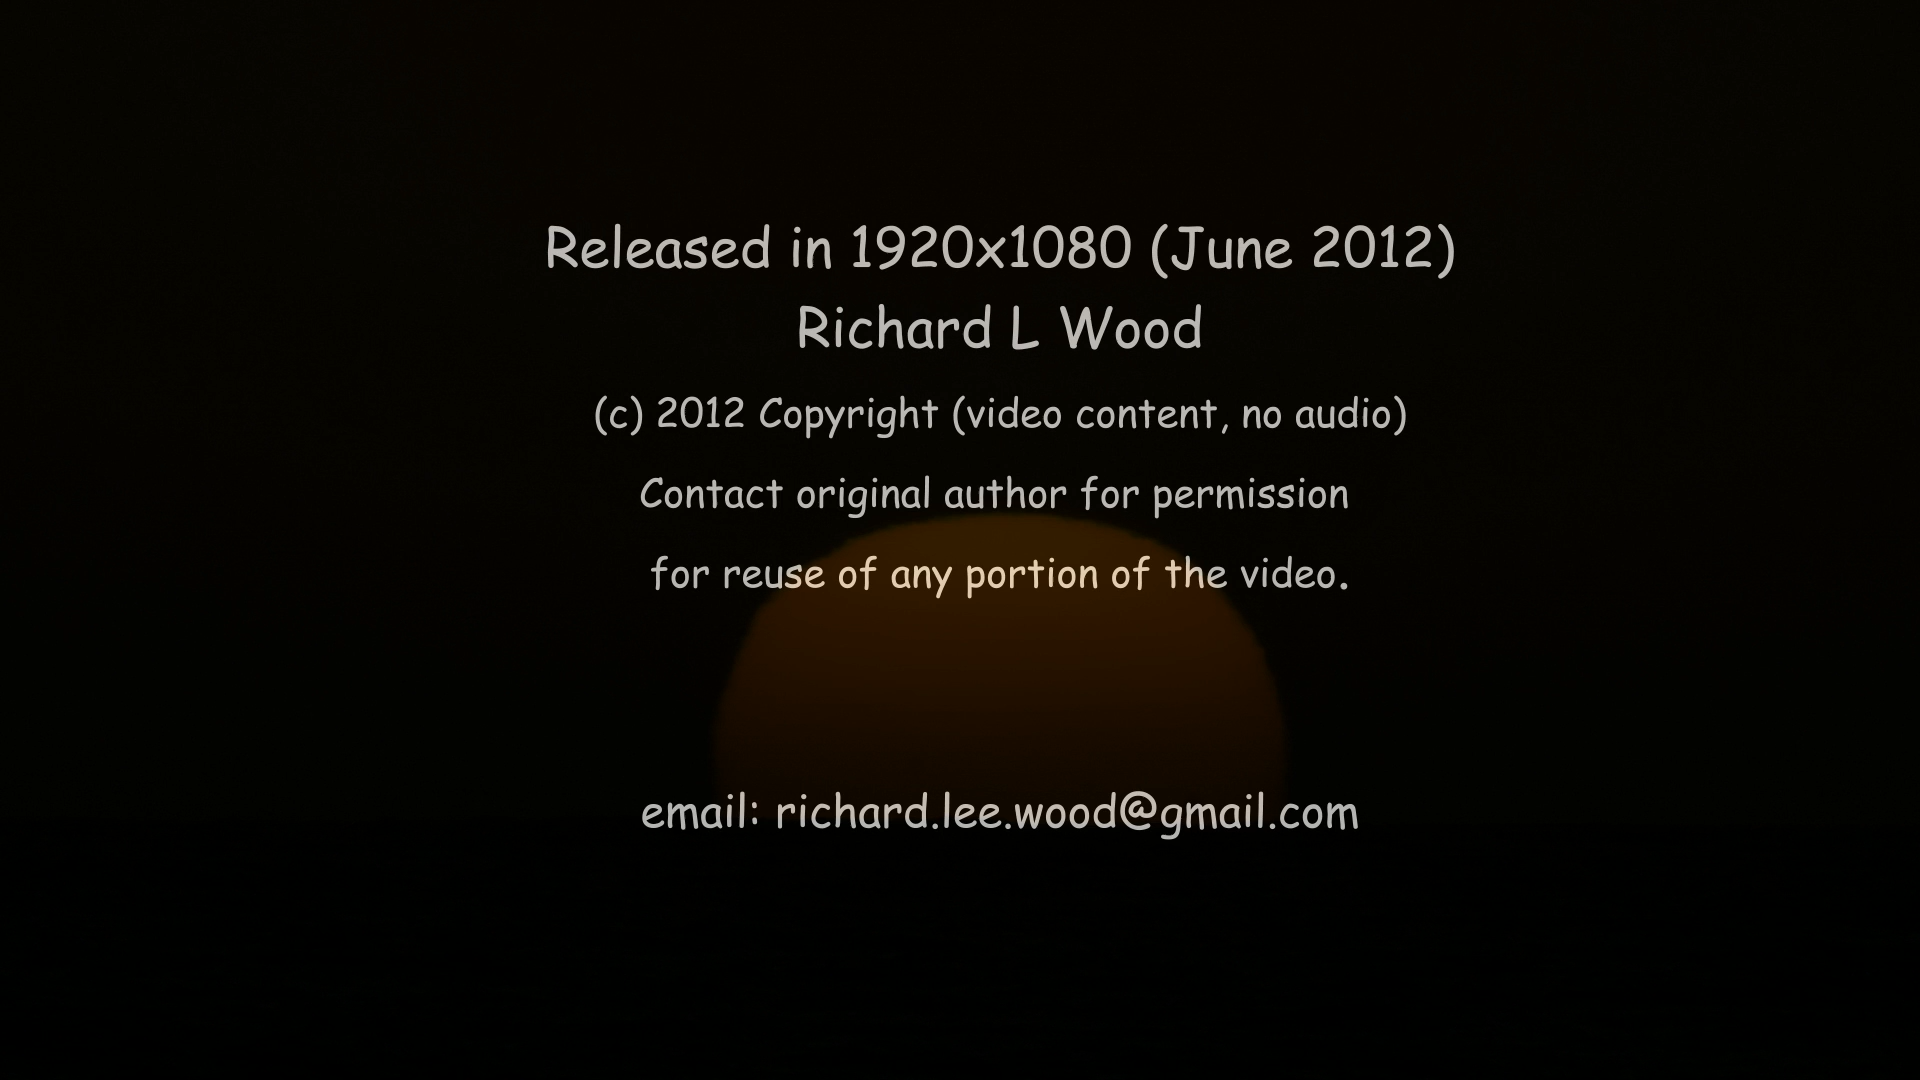 Released in 1920x1080 (June 2012)
Richard L Wood
(c) 2012 Copyright (video content, no audio)
Contact original author for permission
for reuse of any portion of the video.
email: richard.lee.wood@gmail.com